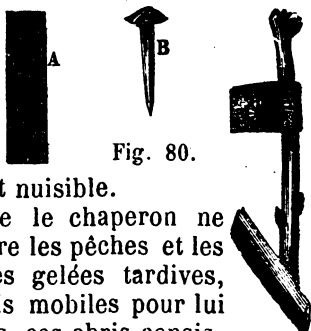 A
B
Fig. 80.
t nuisible.
e le chaperon ne
re les pêches et les
es gelées tardives,
s mobiles pour lui